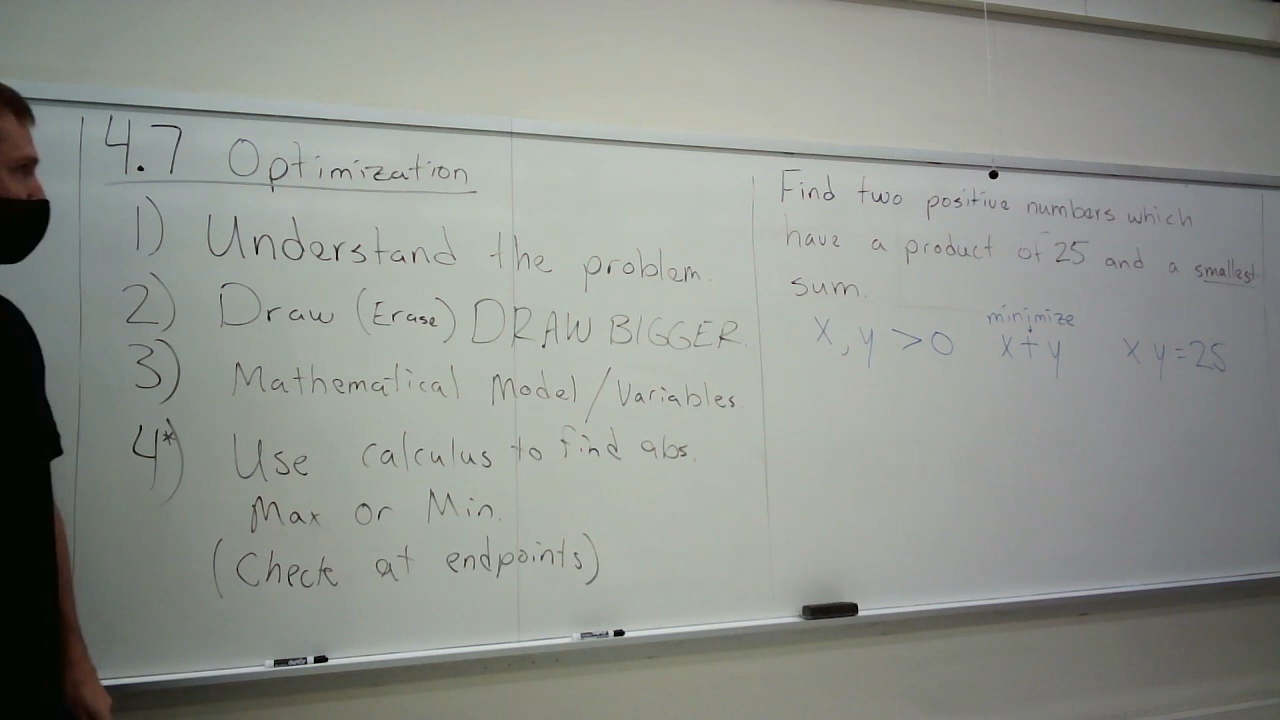 4.7 Optimization
1) Understand the problem.
2) Draw (Erase) DRAW BIGGER.
3) Mathematical Model/Variables.
4*) Use calculus to find abs.
Max or Min.
(Check at endpoints)
Find two positive numbers which
have a product of 25 and a smallest
sum.
minimize
x, y >0 x+y xy=25